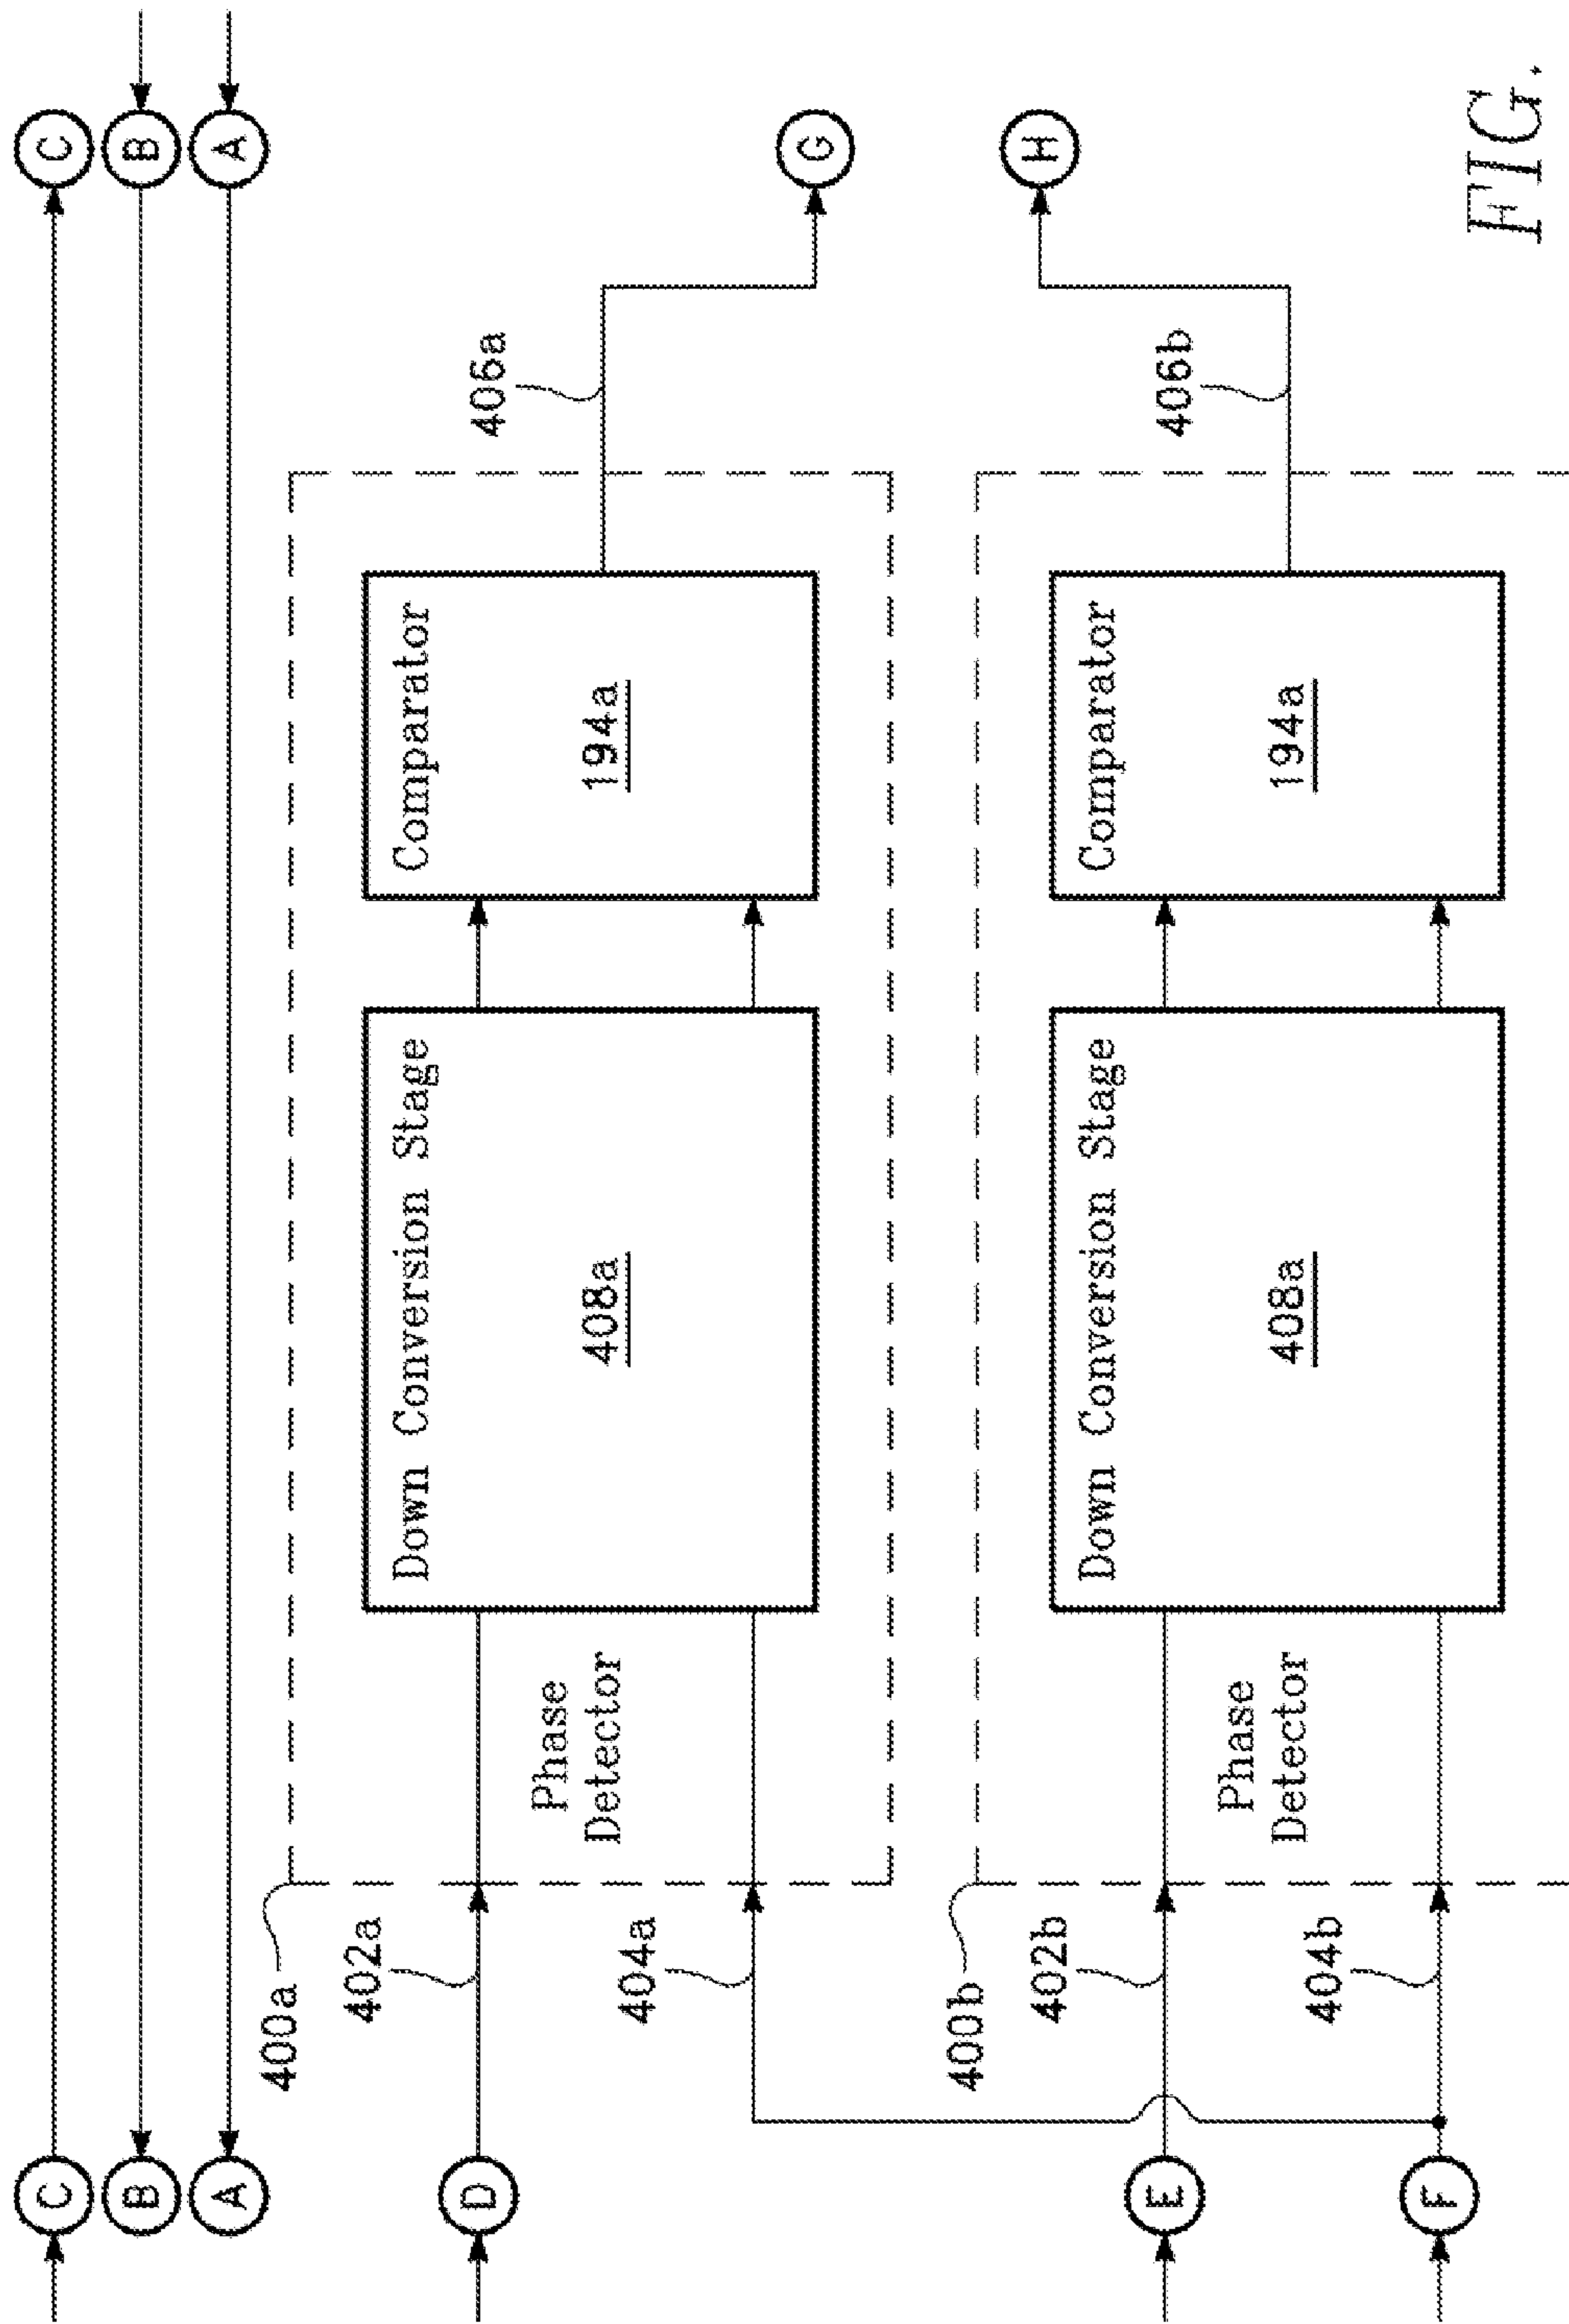 C
C
B
B
A
A
400a
402a
D
Down Conversion Stage
408a
Comparator
194a
406a
Phase
Detector
404a
G
400b
402b
E
Down Conversion Stage
408a
Comparator
194a
406b
H
Phase
Detector
404b
F
FIG.